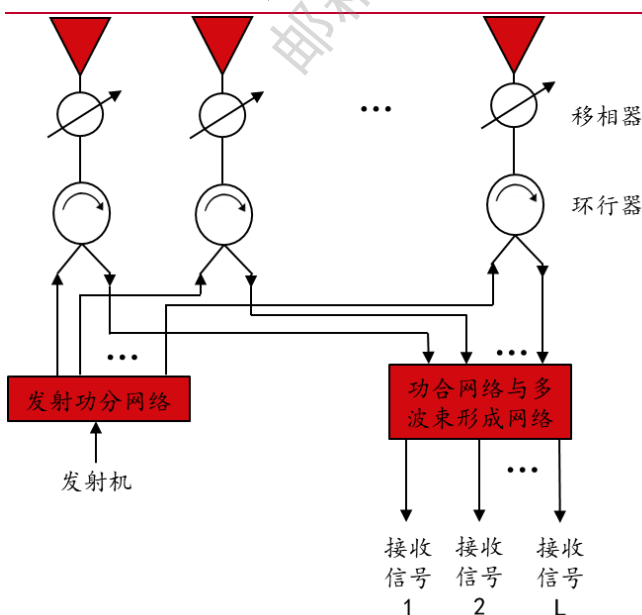 移相器
环行器
发射功分网络
功合网络与多
波束形成网络
发射机
接收
信号
1
接收
信号
2
接收
信号
L